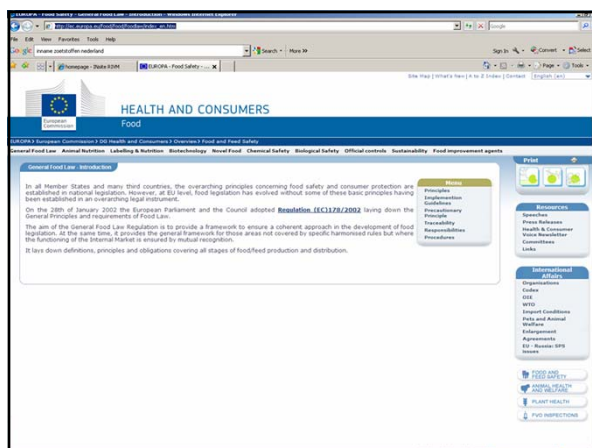 EUROPA - Food Safety - General Food Law - Introduction - Windows Internet Explorer
http://ec.europa.eu/food/food/foodlaw/index_en.htm
Google
File Edit View Favorites Tools Help
Google inname zoetstoffen nederland Search More >> Sign In Convert Select
EUROPA - Food Safety - ... Page Tools
Site Map | What's New | A to Z Index | Contact English (en)
European
Commission
HEALTH AND CONSUMERS
Food
EUROPA > European Commission > DG Health and Consumers > Overview > Food and Feed Safety
General Food Law Animal Nutrition Labelling & Nutrition Biotechnology Novel Food Chemical Safety Biological Safety Official controls Sustainability Food improvement agents
General Food Law - Introduction
In all Member States and many third countries, the overarching principles concerning food safety and consumer protection are
established in national legislation. However, at EU level, food legislation has evolved without some of these basic principles having
been established in an overarching legal instrument.
On the 28th of January 2002 the European Parliament and the Council adopted Regulation (EC)178/2002 laying down the
General Principles and requirements of Food Law.
The aim of the General Food Law Regulation is to provide a framework to ensure a coherent approach in the development of food
legislation. At the same time, it provides the general framework for those areas not covered by specific harmonised rules but where
the functioning of the Internal Market is ensured by mutual recognition.
It lays down definitions, principles and obligations covering all stages of food/feed production and distribution.
Menu
Principles
Implementation
Guidelines
Precautionary
Principle
Traceability
Responsibilities
Procedures
Print
Resources
Speeches
Press Releases
Health & Consumer
Voice Newsletter
Committees
Links
International
Affairs
Organisations
Codex
OIE
WTO
Import Conditions
Pets and Animal
Welfare
Enlargement
Agreements
EU - Russia: SPS
issues
FOOD AND
FEED SAFETY
ANIMAL HEALTH
AND WELFARE
PLANT HEALTH
FVO INSPECTIONS